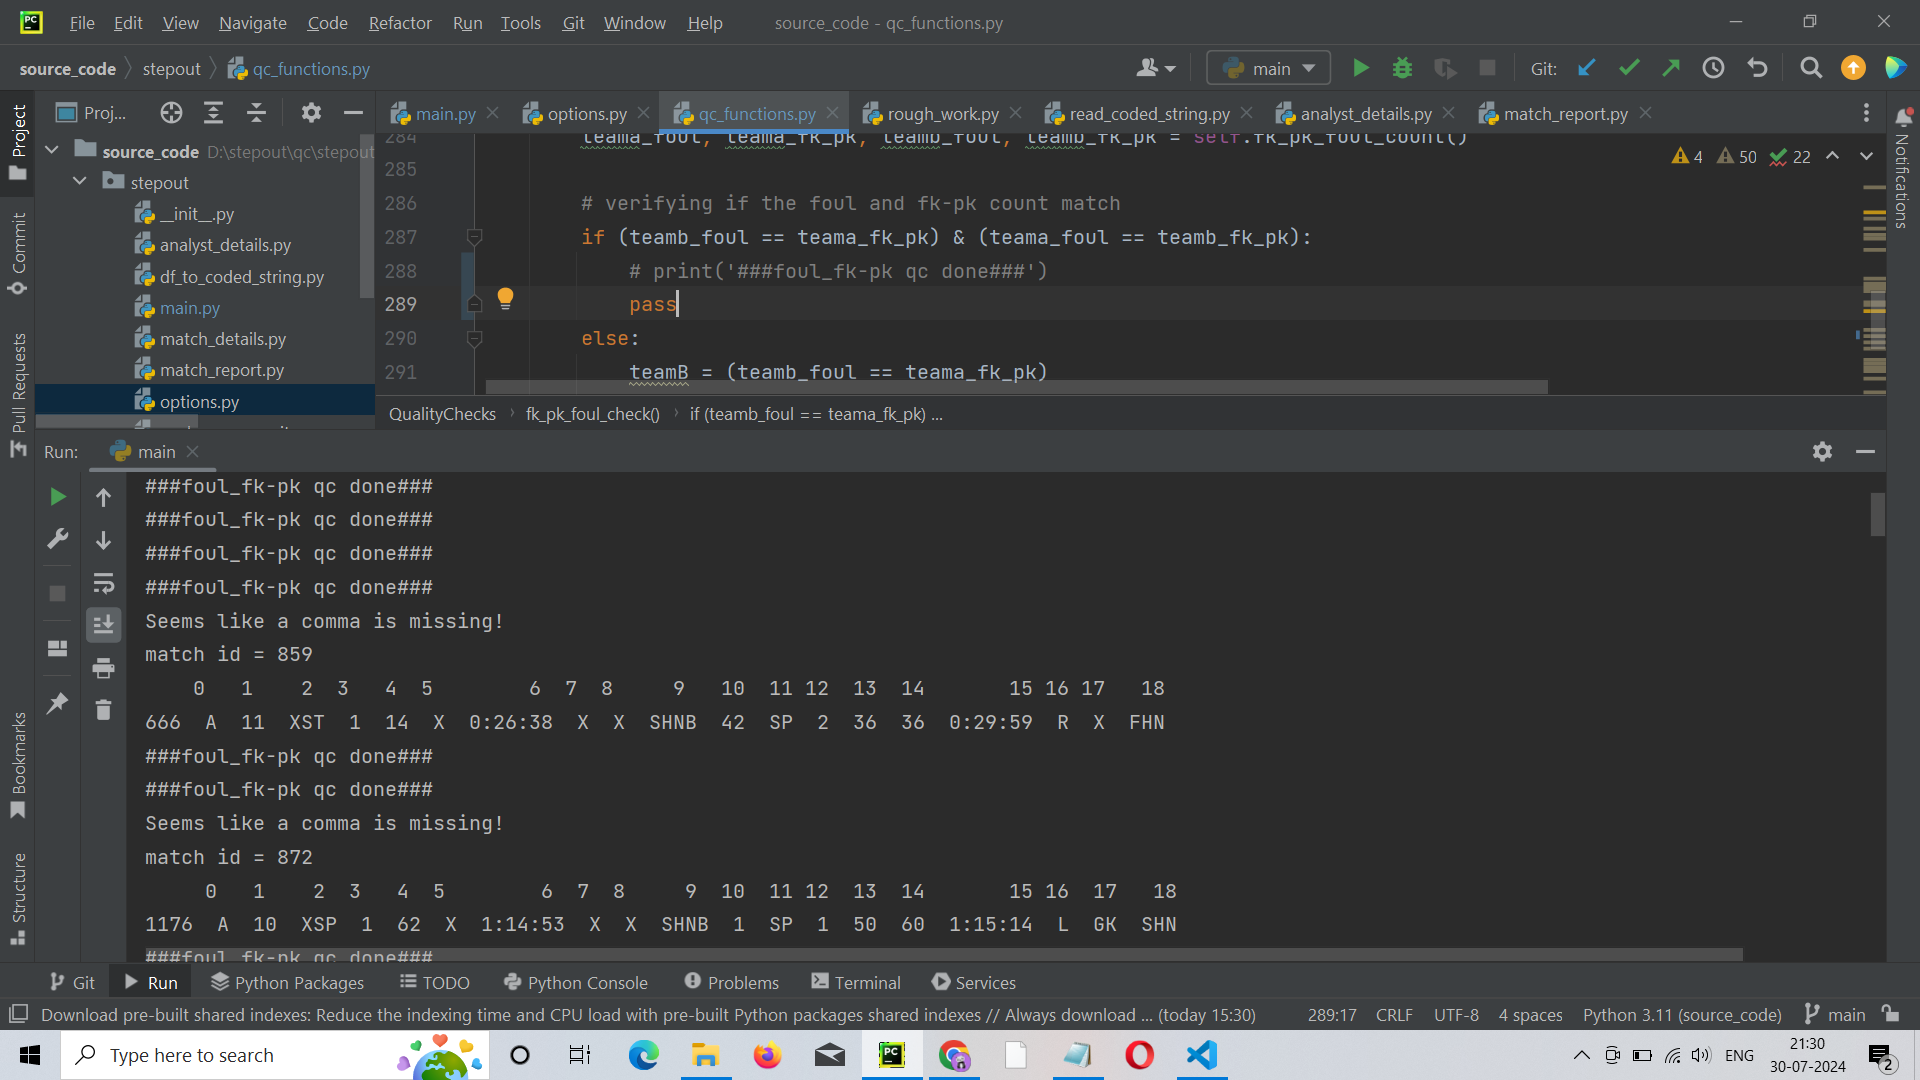 PC File Edit View Navigate Code Refactor Run Tools Git Window Help source_code - qc_functions.py
source_code stepout qc_functions.py main Git:
Project
Commit
Pull Requests
Bookmarks
Structure
Proj...
source_code D:\stepout\qc\stepout
stepout
__init__.py
analyst_details.py
df_to_coded_string.py
main.py
match_details.py
match_report.py
options.py
main.py options.py qc_functions.py rough_work.py read_coded_string.py analyst_details.py match_report.py
Notifications
4 50 22
284 teama_foul, teama_fk_pk, teamb_foul, teamb_fk_pk = self.fk_pk_foul_count()
285
286 # verifying if the foul and fk-pk count match
287 if (teamb_foul == teama_fk_pk) & (teama_foul == teamb_fk_pk):
288 # print('###foul_fk-pk qc done###')
289 pass
290 else:
291 teamB = (teamb_foul == teama_fk_pk)
QualityChecks fk_pk_foul_check() if (teamb_foul == teama_fk_pk) ...
Run: main
###foul_fk-pk qc done###
###foul_fk-pk qc done###
###foul_fk-pk qc done###
###foul_fk-pk qc done###
Seems like a comma is missing!
match id = 859
0 1 2 3 4 5 6 7 8 9 10 11 12 13 14 15 16 17 18
666 A 11 XST 1 14 X 0:26:38 X X SHNB 42 SP 2 36 36 0:29:59 R X FHN
###foul_fk-pk qc done###
###foul_fk-pk qc done###
Seems like a comma is missing!
match id = 872
0 1 2 3 4 5 6 7 8 9 10 11 12 13 14 15 16 17 18
1176 A 10 XSP 1 62 X 1:14:53 X X SHNB 1 SP 1 50 60 1:15:14 L GK SHN
###foul_fk-pk qc done###
Git Run Python Packages TODO Python Console Problems Terminal Services
Download pre-built shared indexes: Reduce the indexing time and CPU load with pre-built Python packages shared indexes // Always download ... (today 15:30) 289:17 CRLF UTF-8 4 spaces Python 3.11 (source_code) main
Type here to search PC ENG 21:30
30-07-2024 2